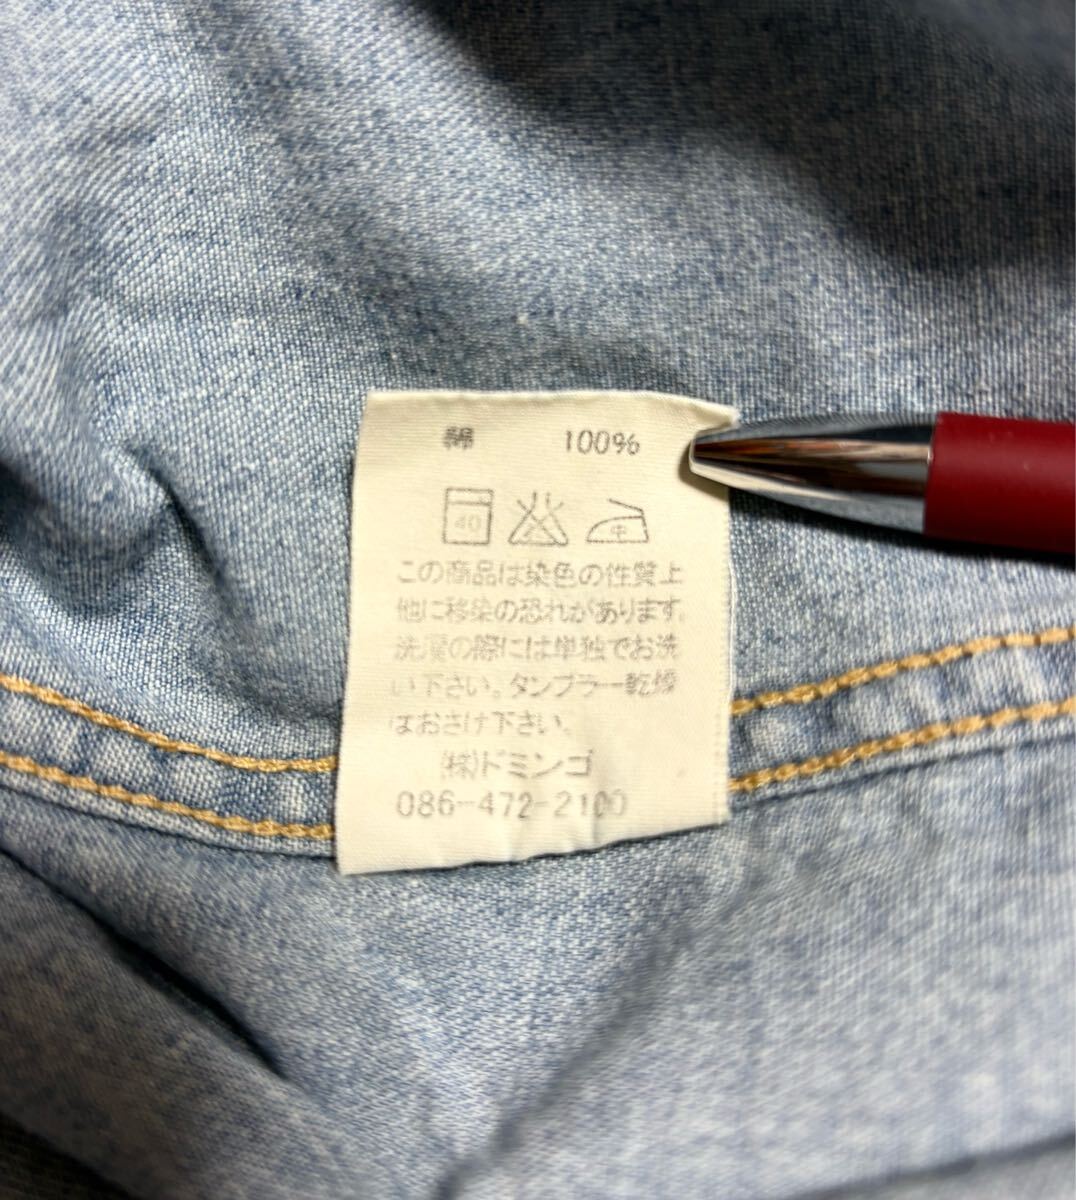 綿 100%
40 中
この商品は染色の性質上
他に移染の恐れがあります。
洗濯の際には単独でお洗
い下さい。タンブラー乾燥
はおさけ下さい。
(株)ドミンゴ
086-472-2100